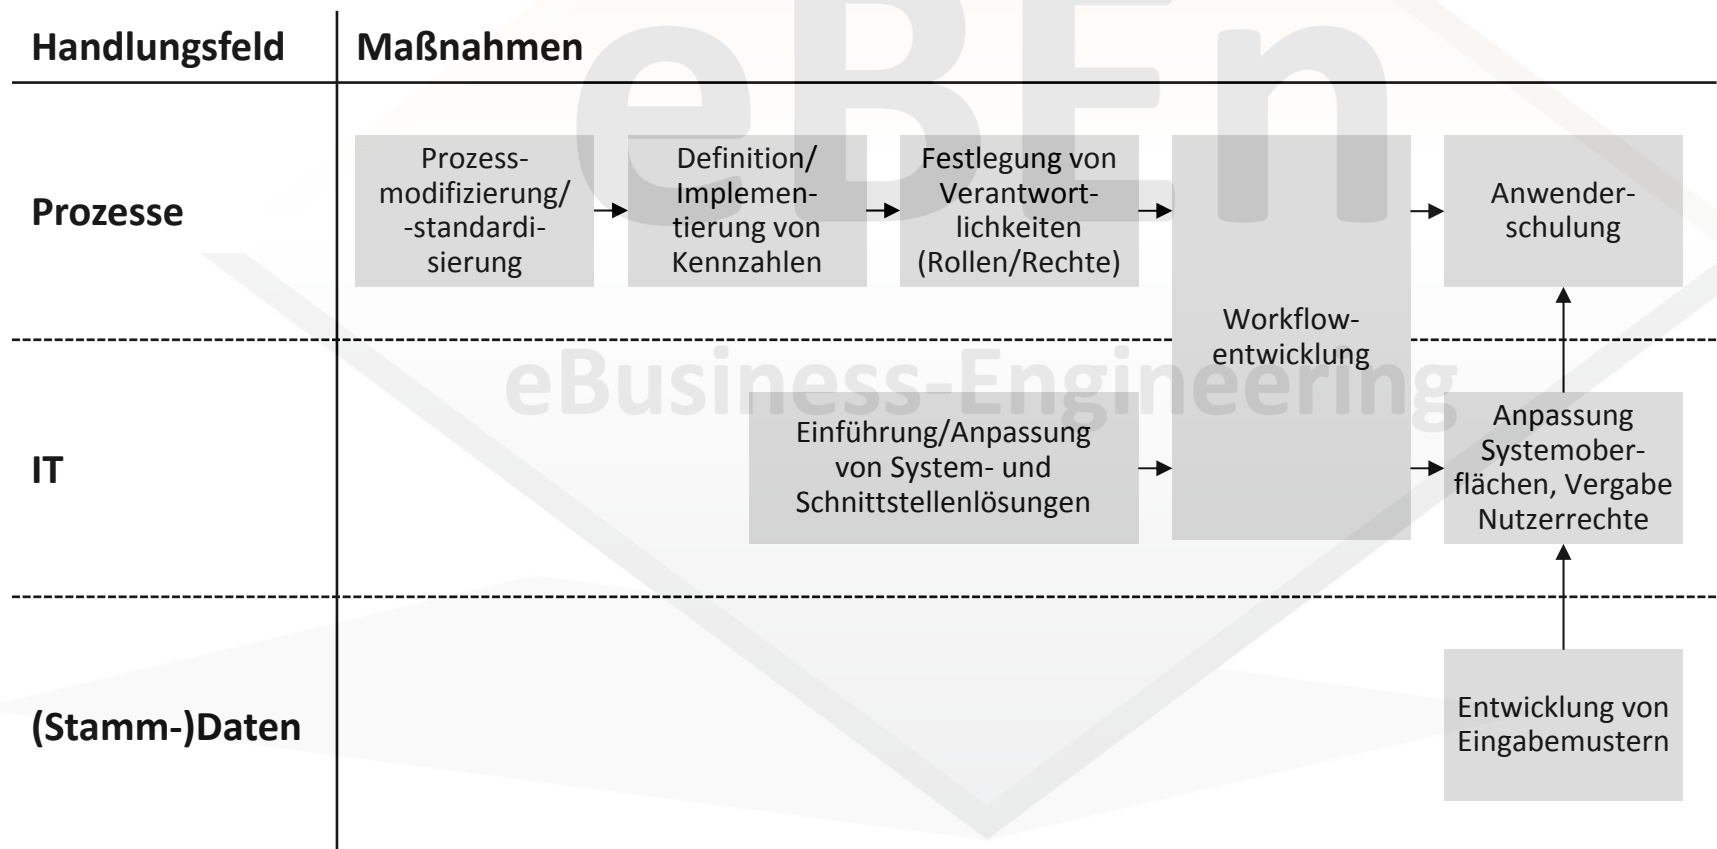 Handlungsfeld
Maßnahmen
eBEn
Prozesse
Prozess-
modifizierung/
-standardi-
sierung
Definition/
Implemen-
tierung von
Kennzahlen
Festlegung von
Verantwort-
lichkeiten
(Rollen/Rechte)
Workflow-
entwicklung
Anwender-
schulung
eBusiness-Engineering
IT
Einführung/Anpassung
von System- und
Schnittstellenlösungen
Anpassung
Systemober-
flächen, Vergabe
Nutzerrechte
(Stamm-)Daten
Entwicklung von
Eingabemustern